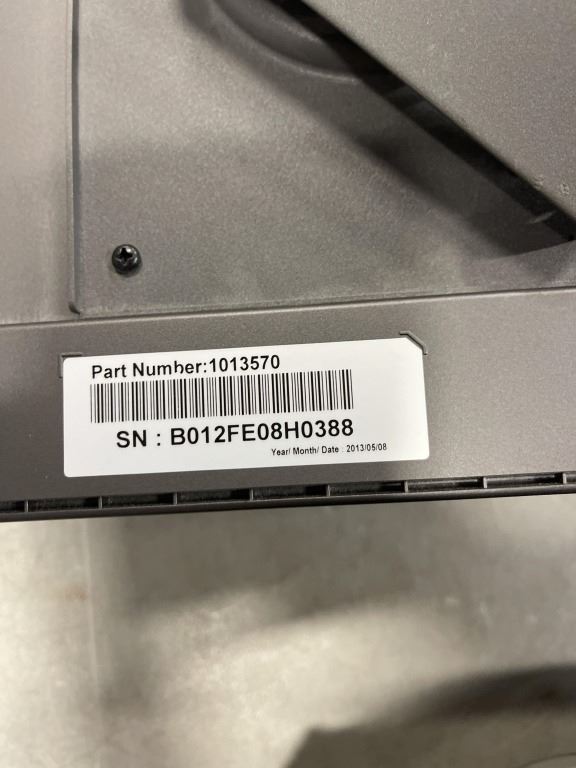 Part Number:1013570
SN : B012FE08H0388
Year/ Month/ Date : 2013/05/08